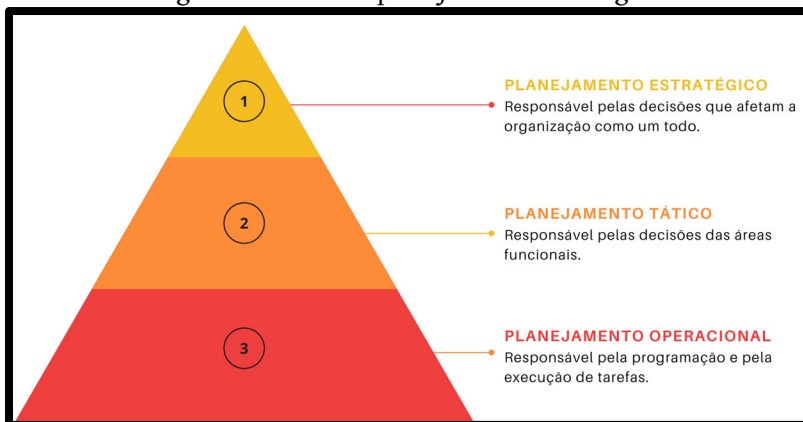 1
PLANEJAMENTO ESTRATÉGICO
Responsável pelas decisões que afetam a
organização como um todo.
2
PLANEJAMENTO TÁTICO
Responsável pelas decisões das áreas
funcionais.
3
PLANEJAMENTO OPERACIONAL
Responsável pela programação e pela
execução de tarefas.